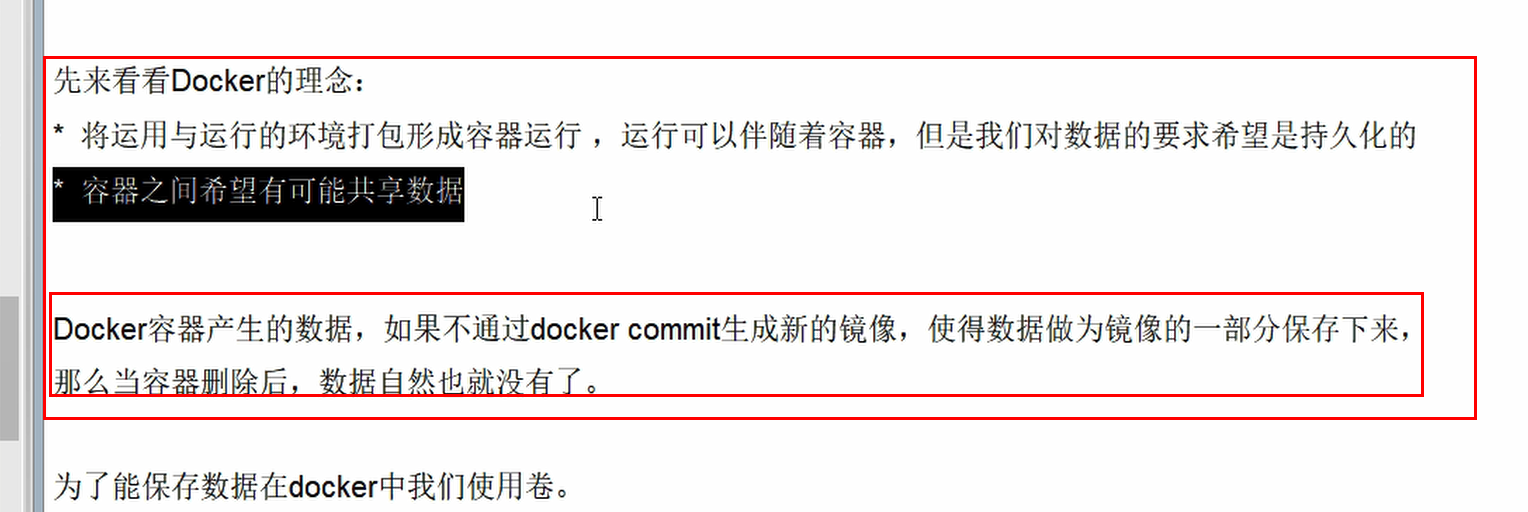 先来看看Docker的理念：
* 将运用与运行的环境打包形成容器运行 ，运行可以伴随着容器，但是我们对数据的要求希望是持久化的
* 容器之间希望有可能共享数据
Docker容器产生的数据，如果不通过docker commit生成新的镜像，使得数据做为镜像的一部分保存下来，
那么当容器删除后，数据自然也就没有了。
为了能保存数据在docker中我们使用卷。